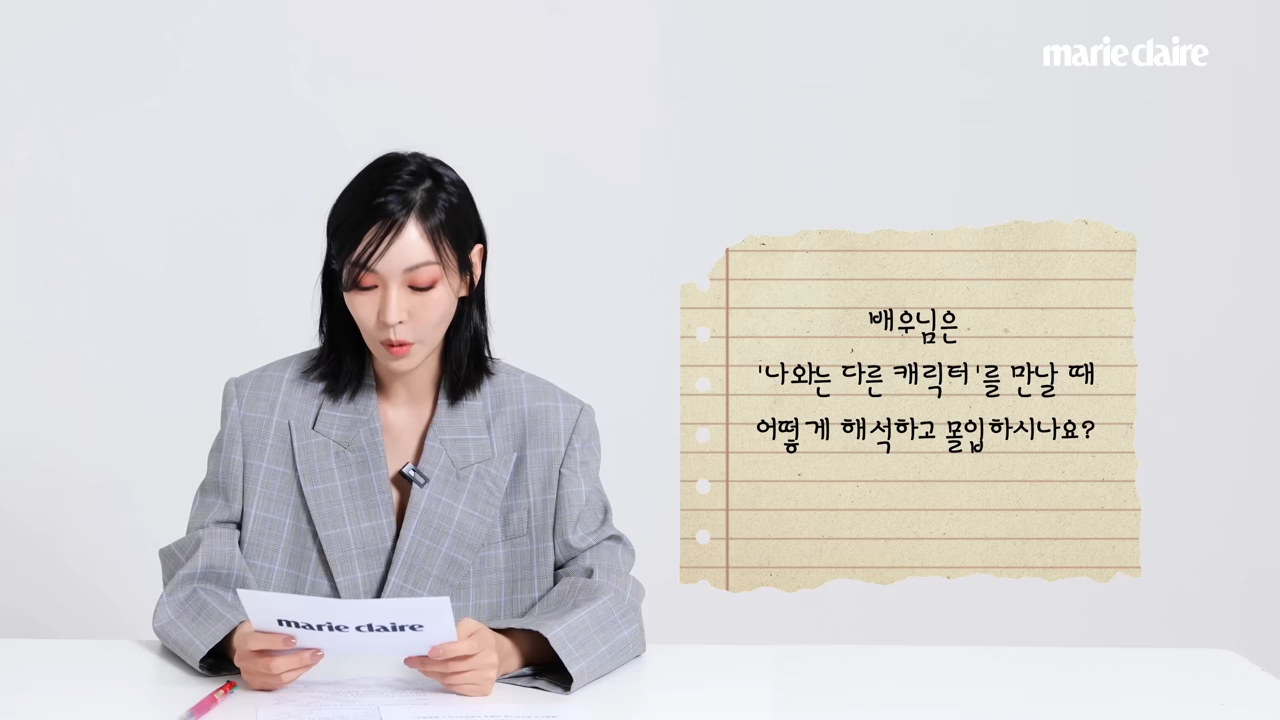 marie claire
배우님은
'나와는 다른 캐릭터'를 만날 때
어떻게 해석하고 몰입하시나요?
marie claire